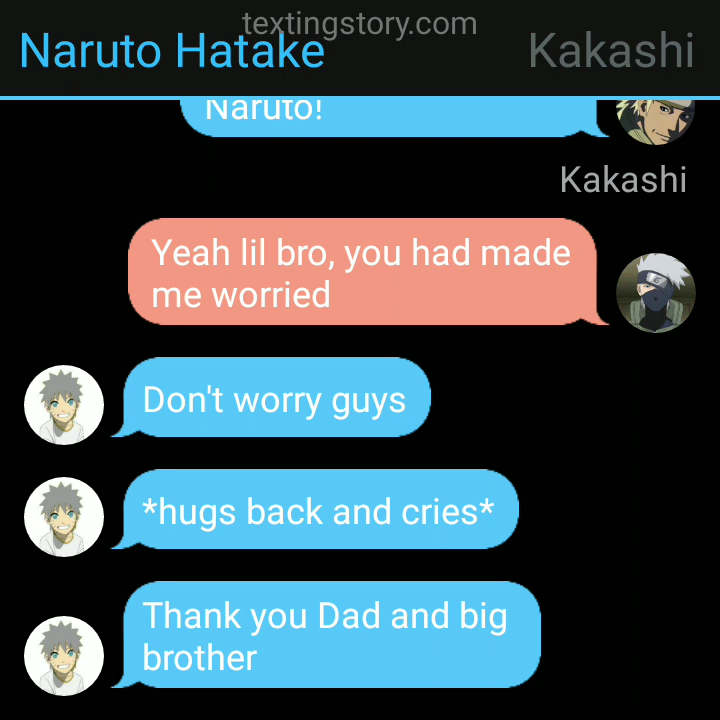 textingstory.com
Naruto Hatake
Kakashi
Naruto!
Kakashi
Yeah lil bro, you had made
me worried
Don't worry guys
*hugs back and cries*
Thank you Dad and big
brother